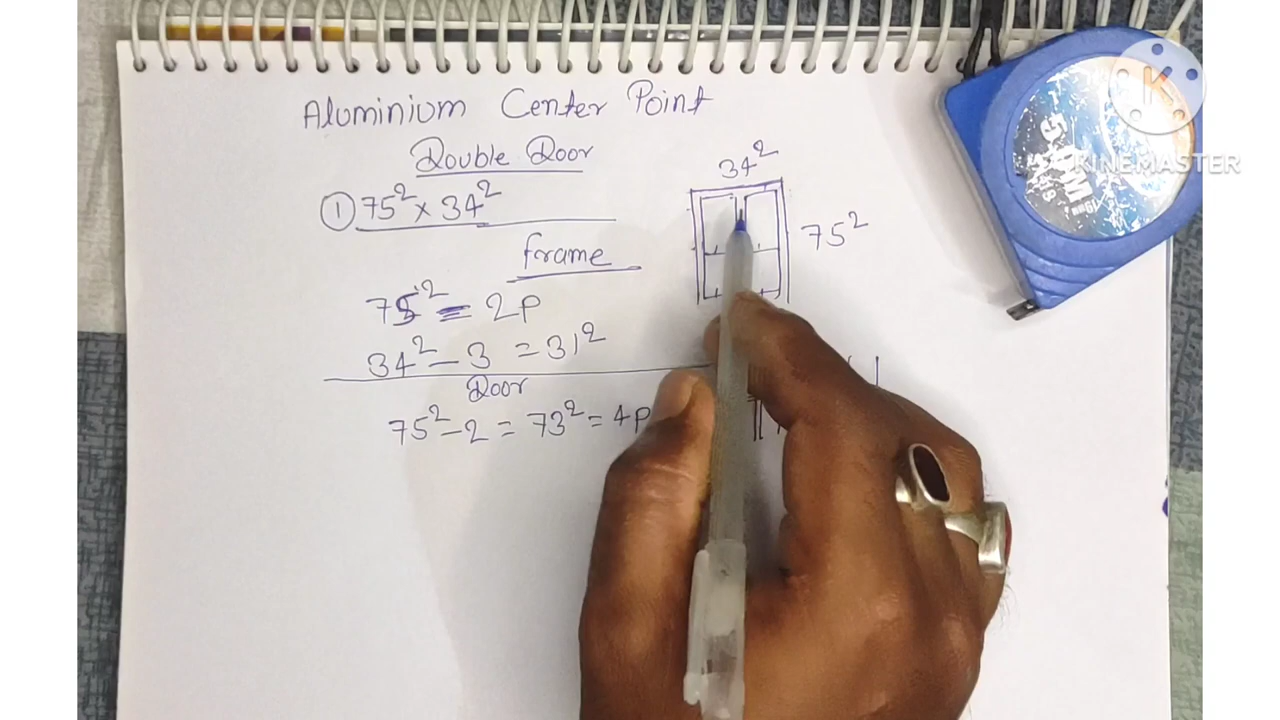 Aluminium Center Point
Double Door
① 75² x 34²
Frame
75² = 2P
34² - 3 = 31²
Door
75² - 2 = 73² = 4P
34²
75²
5M
KINEMASTER